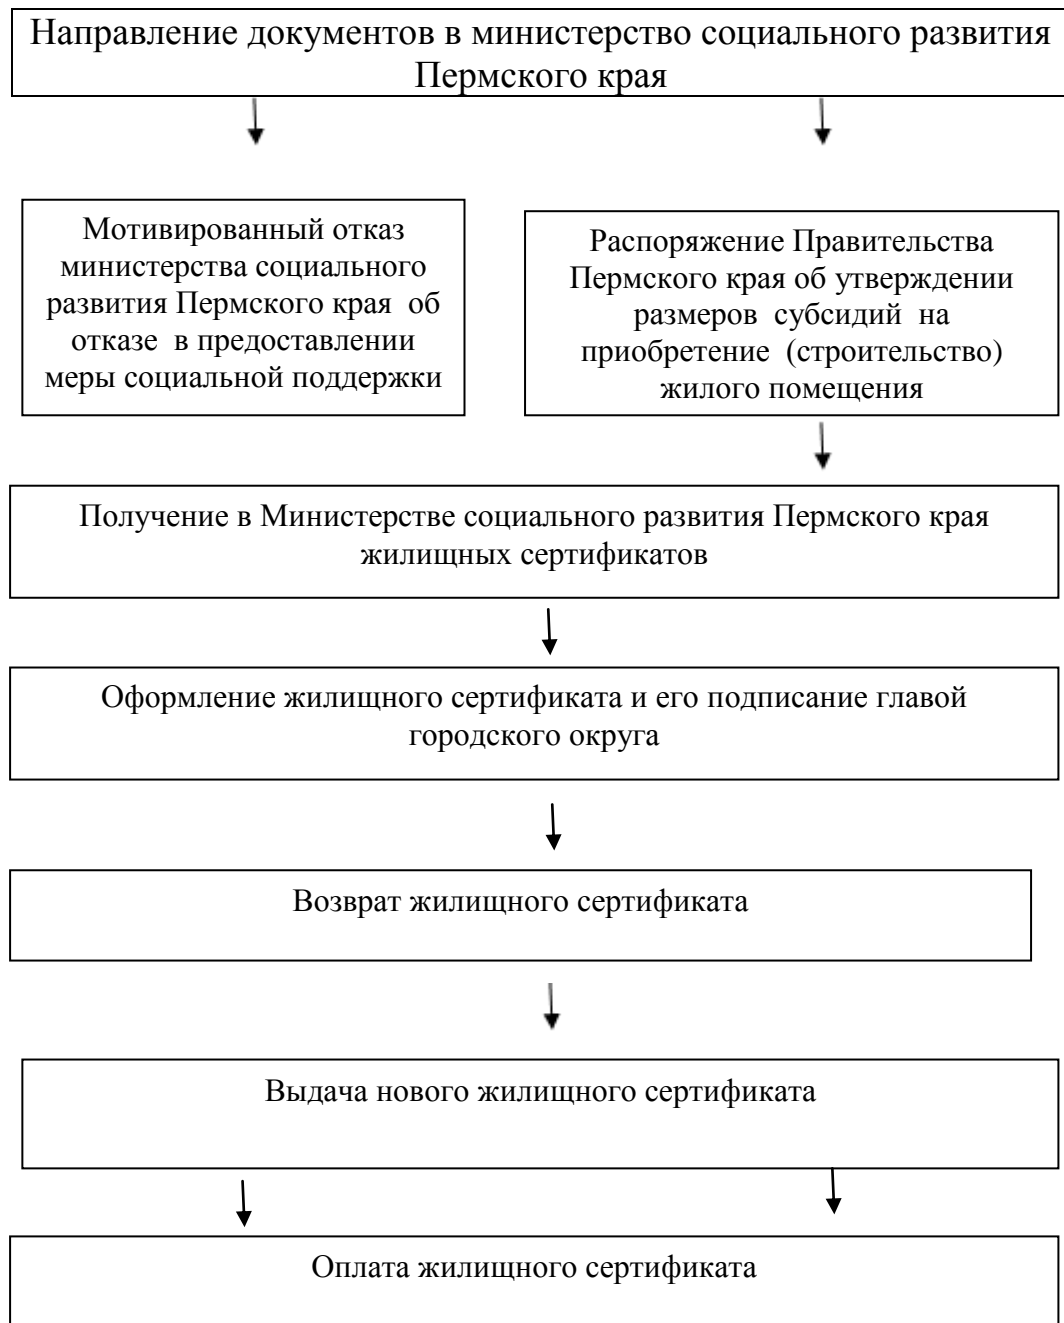 Направление документов в министерство социального развития
Пермского края
Мотивированный отказ
министерства социального
развития Пермского края об
отказе в предоставлении
меры социальной поддержки
Распоряжение Правительства
Пермского края об утверждении
размеров субсидий на
приобретение (строительство)
жилого помещения
Получение в Министерстве социального развития Пермского края
жилищных сертификатов
Оформление жилищного сертификата и его подписание главой
городского округа
Возврат жилищного сертификата
Выдача нового жилищного сертификата
Оплата жилищного сертификата